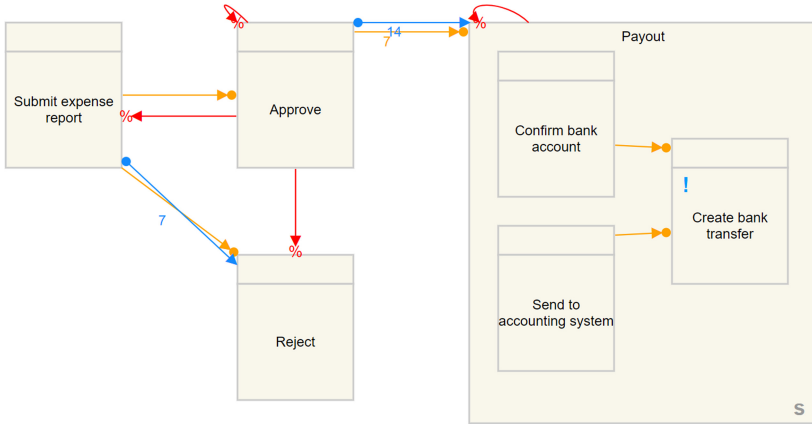 %
%
14
7
Payout
Submit expense
report
Approve
%
Confirm bank
account
!
Create bank
transfer
7
%
Send to
accounting system
Reject
s